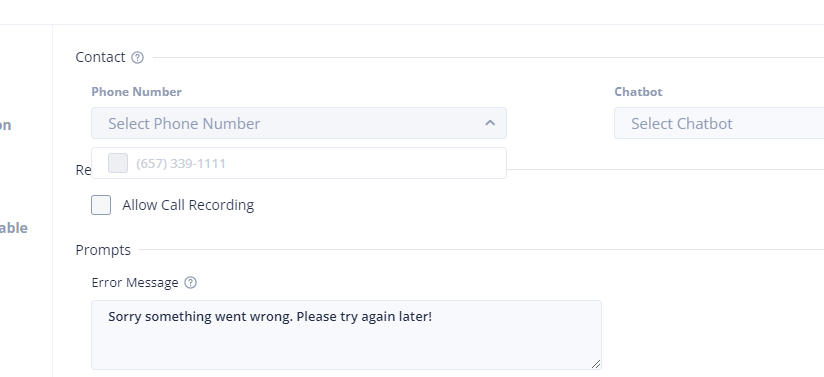 Contact
Phone Number
Chatbot
on
Select Phone Number
Select Chatbot
(657) 339-1111
Re
Allow Call Recording
able
Prompts
Error Message
Sorry something went wrong. Please try again later!